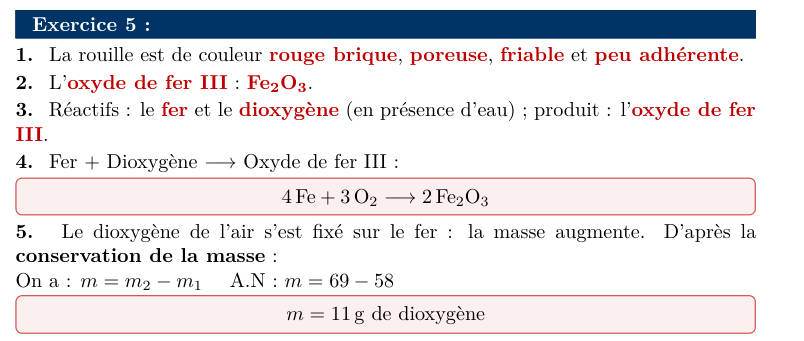 Exercice 5 :
1. La rouille est de couleur rouge brique, poreuse, friable et peu adhérente.
2. L'oxyde de fer III : Fe₂O₃.
3. Réactifs : le fer et le dioxygène (en présence d'eau) ; produit : l'oxyde de fer
III.
4. Fer + Dioxygène ⟶ Oxyde de fer III :
4 Fe + 3 O₂ ⟶ 2 Fe₂O₃
5. Le dioxygène de l'air s'est fixé sur le fer : la masse augmente. D'après la
conservation de la masse :
On a : m = m₂ − m₁ A.N : m = 69 − 58
m = 11 g de dioxygène